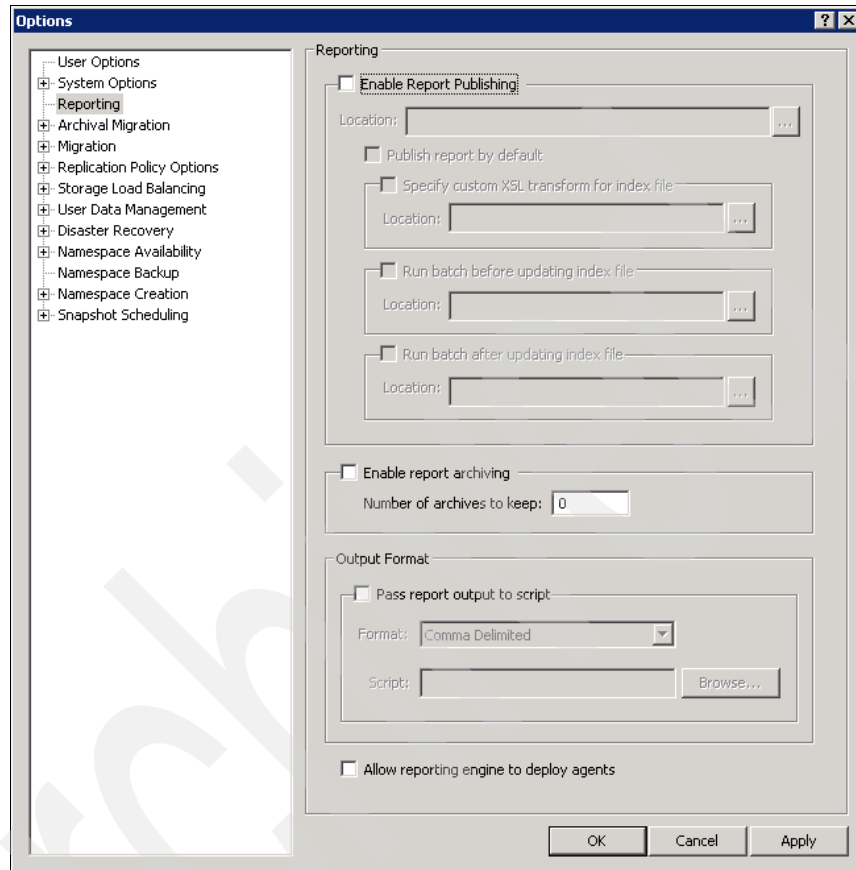 Options
User Options
System Options
Reporting
Archival Migration
Migration
Replication Policy Options
Storage Load Balancing
User Data Management
Disaster Recovery
Namespace Availability
Namespace Backup
Namespace Creation
Snapshot Scheduling
Reporting
Enable Report Publishing
Location: ...
Publish report by default
Specify custom XSL transform for index file
Location: ...
Run batch before updating index file
Location: ...
Run batch after updating index file
Location: ...
Enable report archiving
Number of archives to keep: 0
Output Format
Pass report output to script
Format: Comma Delimited
Script: Browse...
Allow reporting engine to deploy agents
OK Cancel Apply